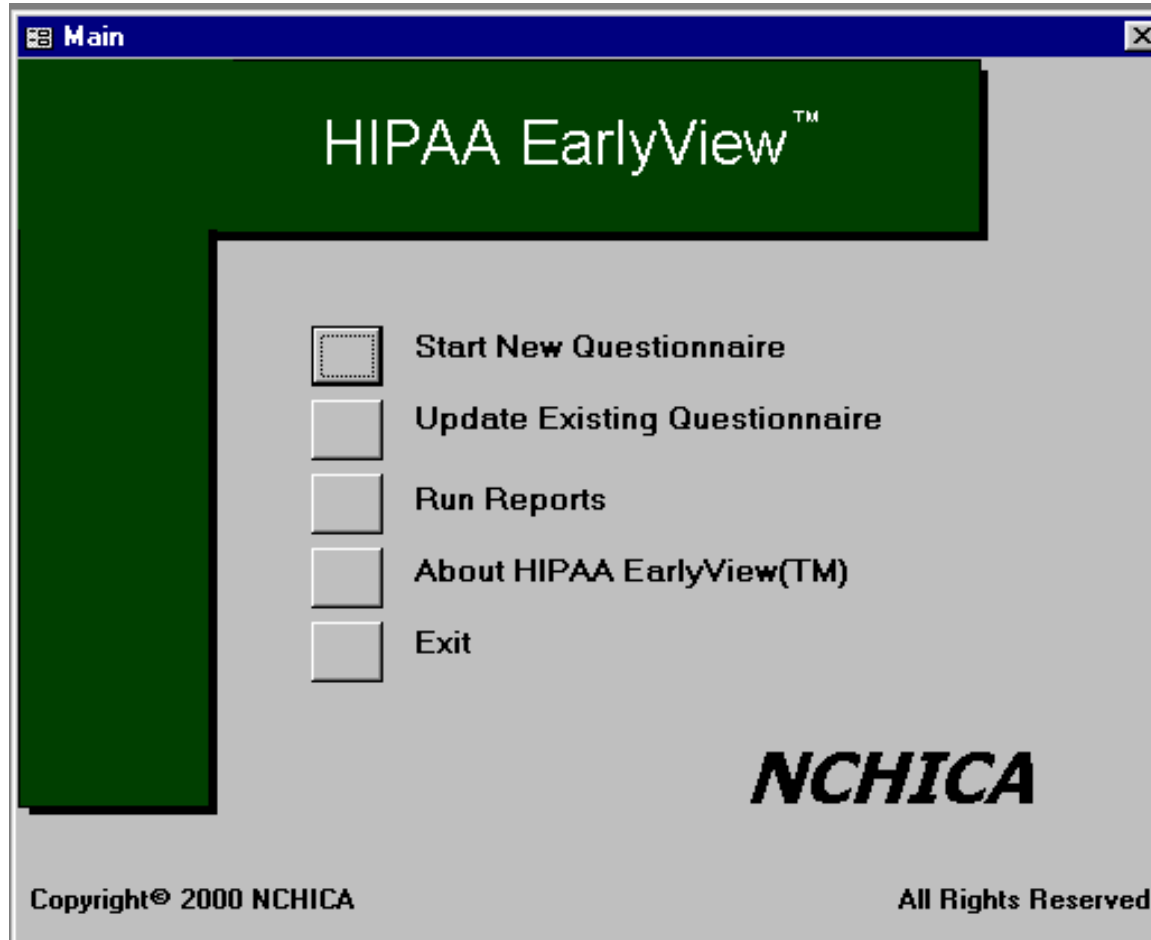 Main
HIPAA EarlyView™
Start New Questionnaire
Update Existing Questionnaire
Run Reports
About HIPAA EarlyView(TM)
Exit
NCHICA
Copyright© 2000 NCHICA
All Rights Reserved